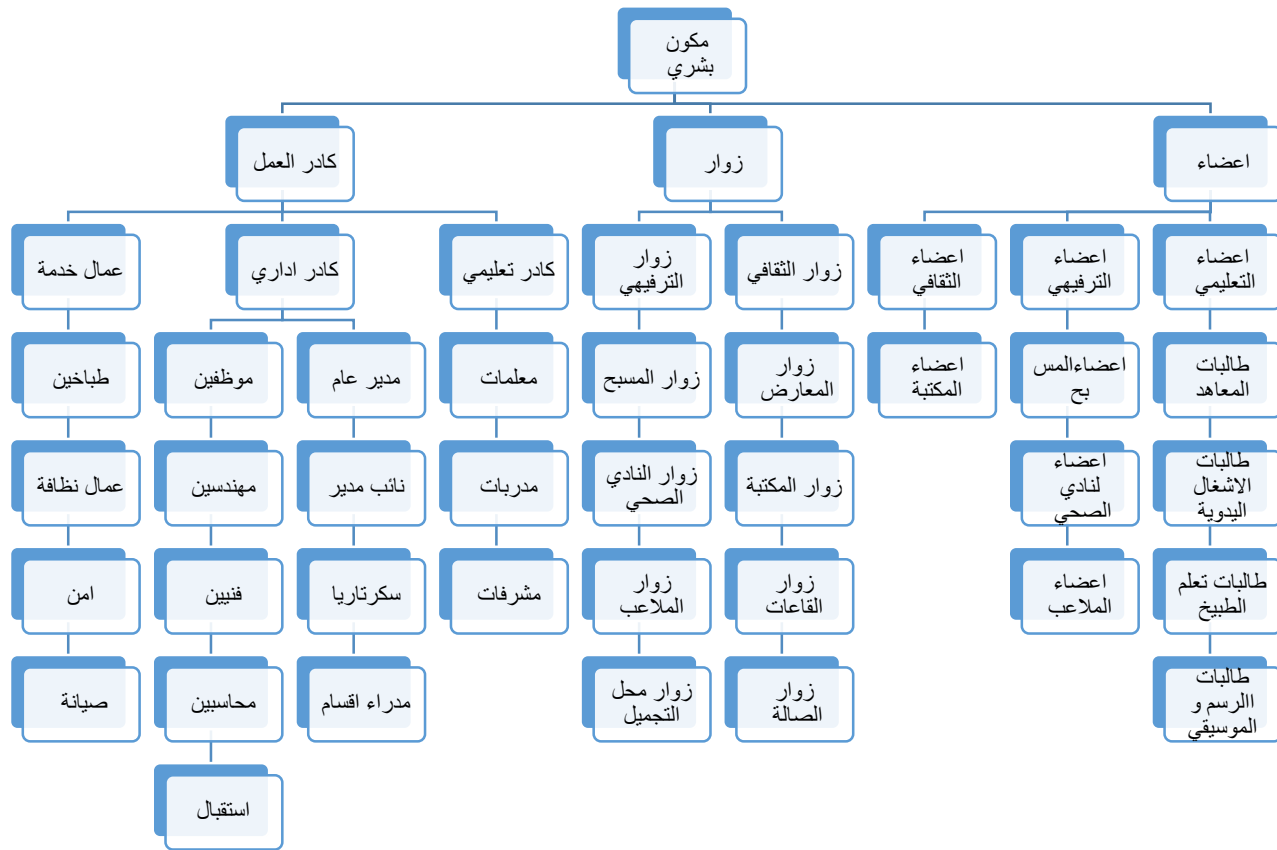 مكون
بشري
اعضاء
زوار
كادر العمل
اعضاء
التعليمي
اعضاء
الترفيهي
اعضاء
الثقافي
زوار الثقافي
زوار
الترفيهي
كادر تعليمي
كادر اداري
عمال خدمة
طالبات
المعاهد
اعضاءالمس
بح
اعضاء
المكتبة
زوار
المعارض
زوار المسبح
معلمات
مدير عام
موظفين
طباخين
طالبات
الاشغال
اليدوية
اعضاء
لنادي
الصحي
زوار المكتبة
زوار النادي
الصحي
مدربات
نائب مدير
مهندسين
عمال نظافة
طالبات تعلم
الطبيخ
اعضاء
الملاعب
زوار
القاعات
زوار
الملاعب
مشرفات
سكرتاريا
فنيين
امن
طالبات
االرسم و
الموسيقي
زوار
الصالة
زوار محل
التجميل
مدراء اقسام
محاسبين
صيانة
استقبال